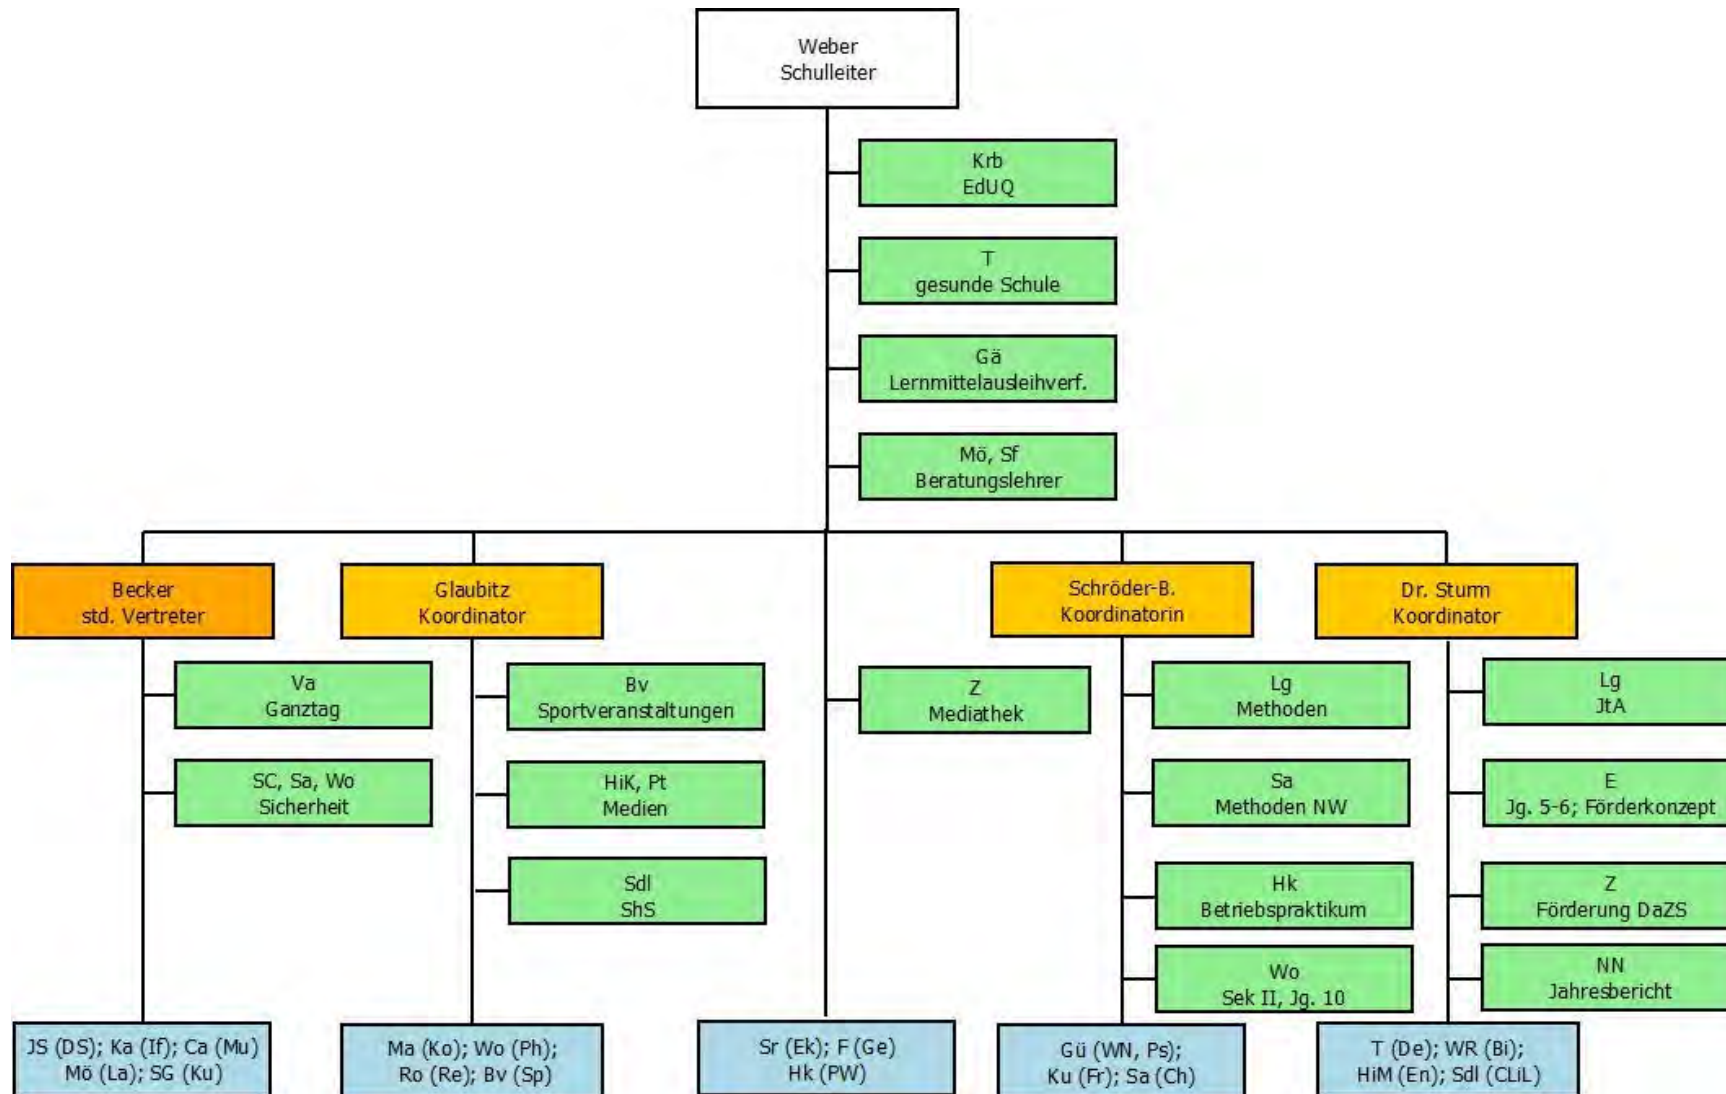 Weber
Schulleiter
Krb
EdUQ
T
gesunde Schule
Gä
Lernmittelausleihverf.
Mö, Sf
Beratungslehrer
Becker
std. Vertreter
Glaubitz
Koordinator
Schröder-B.
Koordinatorin
Dr. Sturm
Koordinator
Va
Ganztag
SC, Sa, Wo
Sicherheit
Bv
Sportveranstaltungen
HiK, Pt
Medien
Sdl
ShS
Z
Mediathek
Lg
Methoden
Sa
Methoden NW
Hk
Betriebspraktikum
Wo
Sek II, Jg. 10
Lg
JtA
E
Jg. 5-6; Förderkonzept
Z
Förderung DaZS
NN
Jahresbericht
JS (DS); Ka (If); Ca (Mu)
Mö (La); SG (Ku)
Ma (Ko); Wo (Ph);
Ro (Re); Bv (Sp)
Sr (Ek); F (Ge)
Hk (PW)
Gü (WN, Ps);
Ku (Fr); Sa (Ch)
T (De); WR (Bi);
HiM (En); Sdl (CLiL)